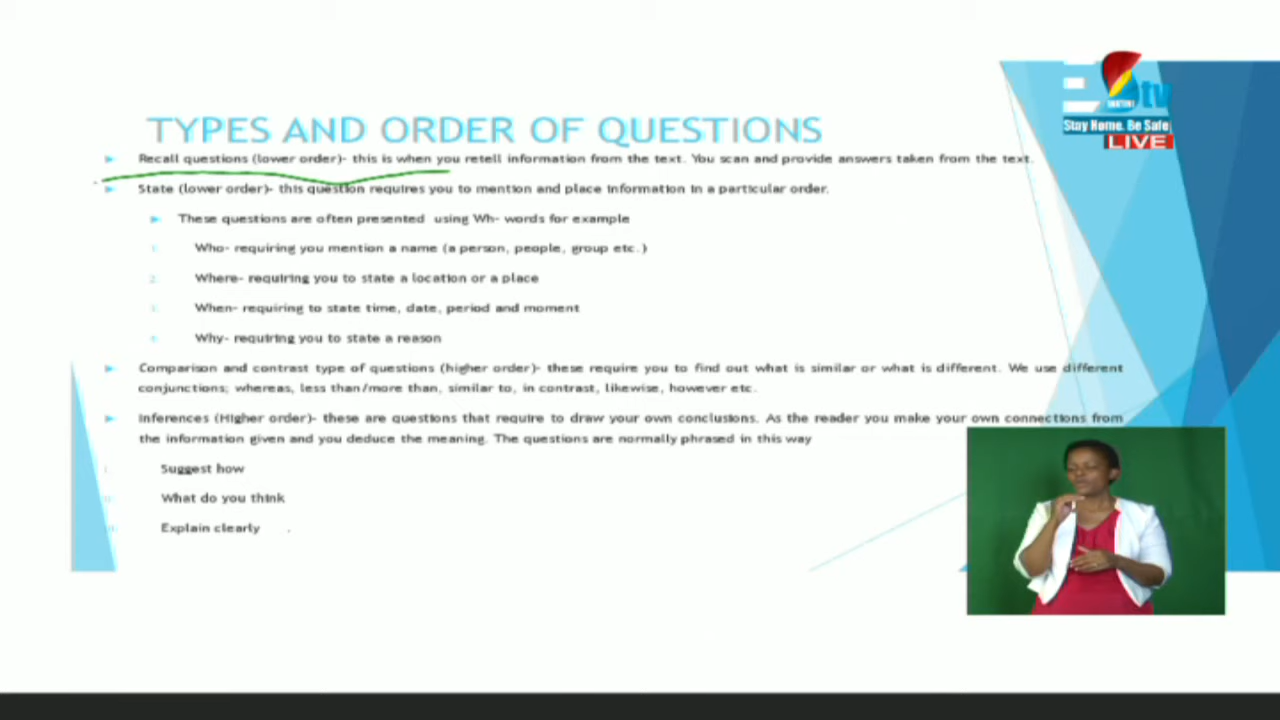 TYPES AND ORDER OF QUESTIONS
Recall questions (lower order)- this is when you retell information from the text. You scan and provide answers taken from the text.
State (lower order)- this question requires you to mention and place information in a particular order.
These questions are often presented using Wh- words for example
Who- requiring you mention a name (a person, people, group etc.)
2. Where- requiring you to state a location or a place
When- requiring to state time, date, period and moment
Why- requiring you to state a reason
Comparison and contrast type of questions (higher order)- these require you to find out what is similar or what is different. We use different
conjunctions; whereas, less than/more than, similar to, in contrast, likewise, however etc.
Inferences (Higher order)- these are questions that require to draw your own conclusions. As the reader you make your own connections from
the information given and you deduce the meaning. The questions are normally phrased in this way
Suggest how
What do you think
Explain clearly .
tv
Stay Home. Be Safe
LIVE